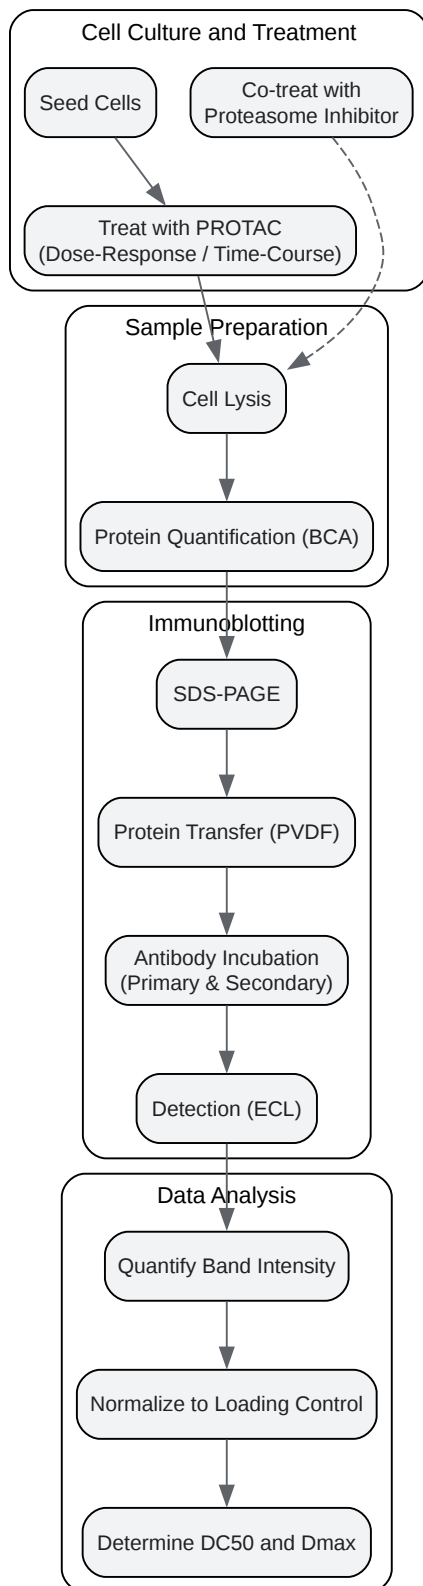 Cell Culture and Treatment
Seed Cells
Co-treat with
Proteasome Inhibitor
Treat with PROTAC
(Dose-Response / Time-Course)
Sample Preparation
Cell Lysis
Protein Quantification (BCA)
Immunoblotting
SDS-PAGE
Protein Transfer (PVDF)
Antibody Incubation
(Primary & Secondary)
Detection (ECL)
Data Analysis
Quantify Band Intensity
Normalize to Loading Control
Determine DC50 and Dmax